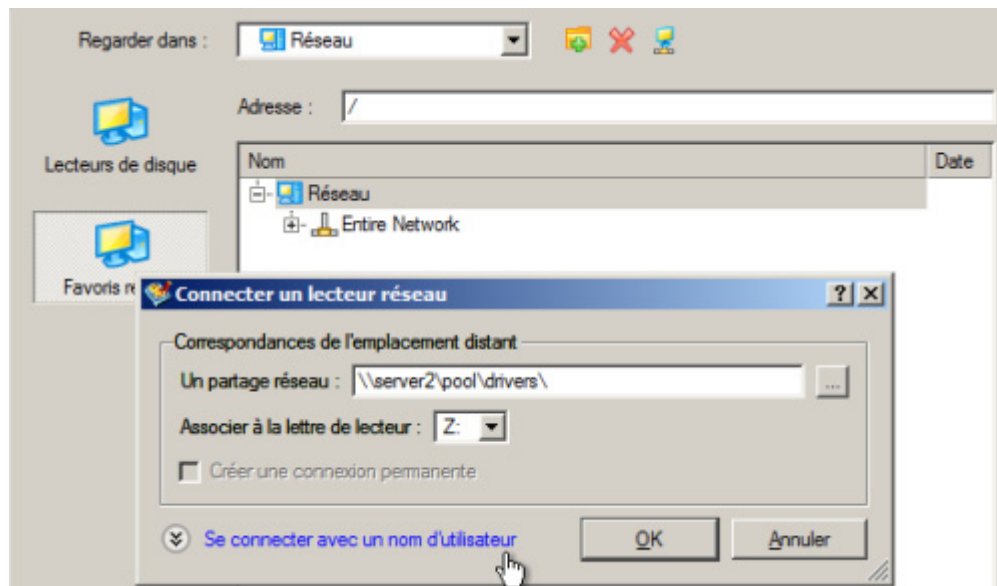 Regarder dans : Réseau
Adresse : /
Lecteurs de disque
Nom Date
Réseau
Entire Network
Favoris
Connecter un lecteur réseau
Correspondances de l'emplacement distant
Un partage réseau : \\server2\pool\drivers\ ...
Associer à la lettre de lecteur : Z:
Créer une connexion permanente
Se connecter avec un nom d'utilisateur OK Annuler